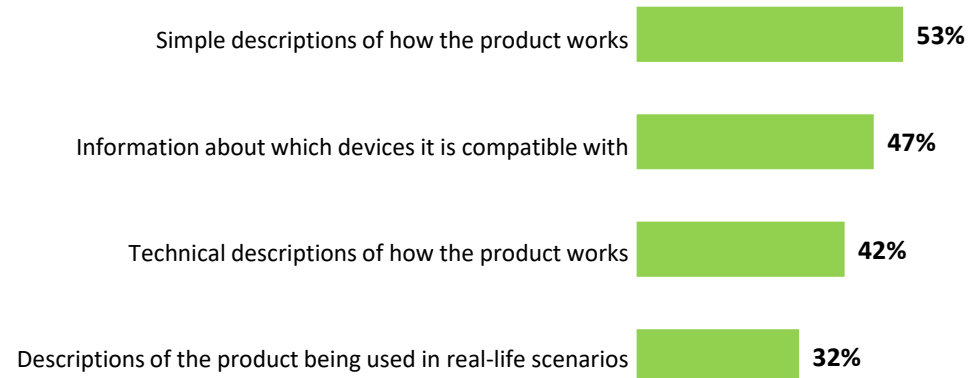 Simple descriptions of how the product works 53%
Information about which devices it is compatible with 47%
Technical descriptions of how the product works 42%
Descriptions of the product being used in real-life scenarios 32%